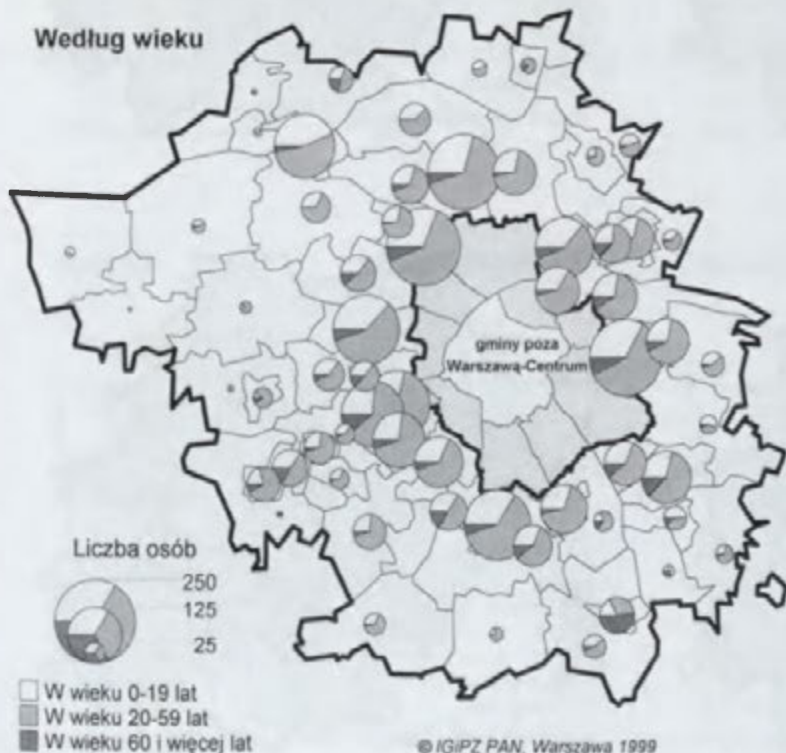 Według wieku
gminy poza
Warszawą-Centrum
Liczba osób
250
125
25
W wieku 0-19 lat
W wieku 20-59 lat
W wieku 60 i więcej lat
© IGiPZ PAN, Warszawa 1999